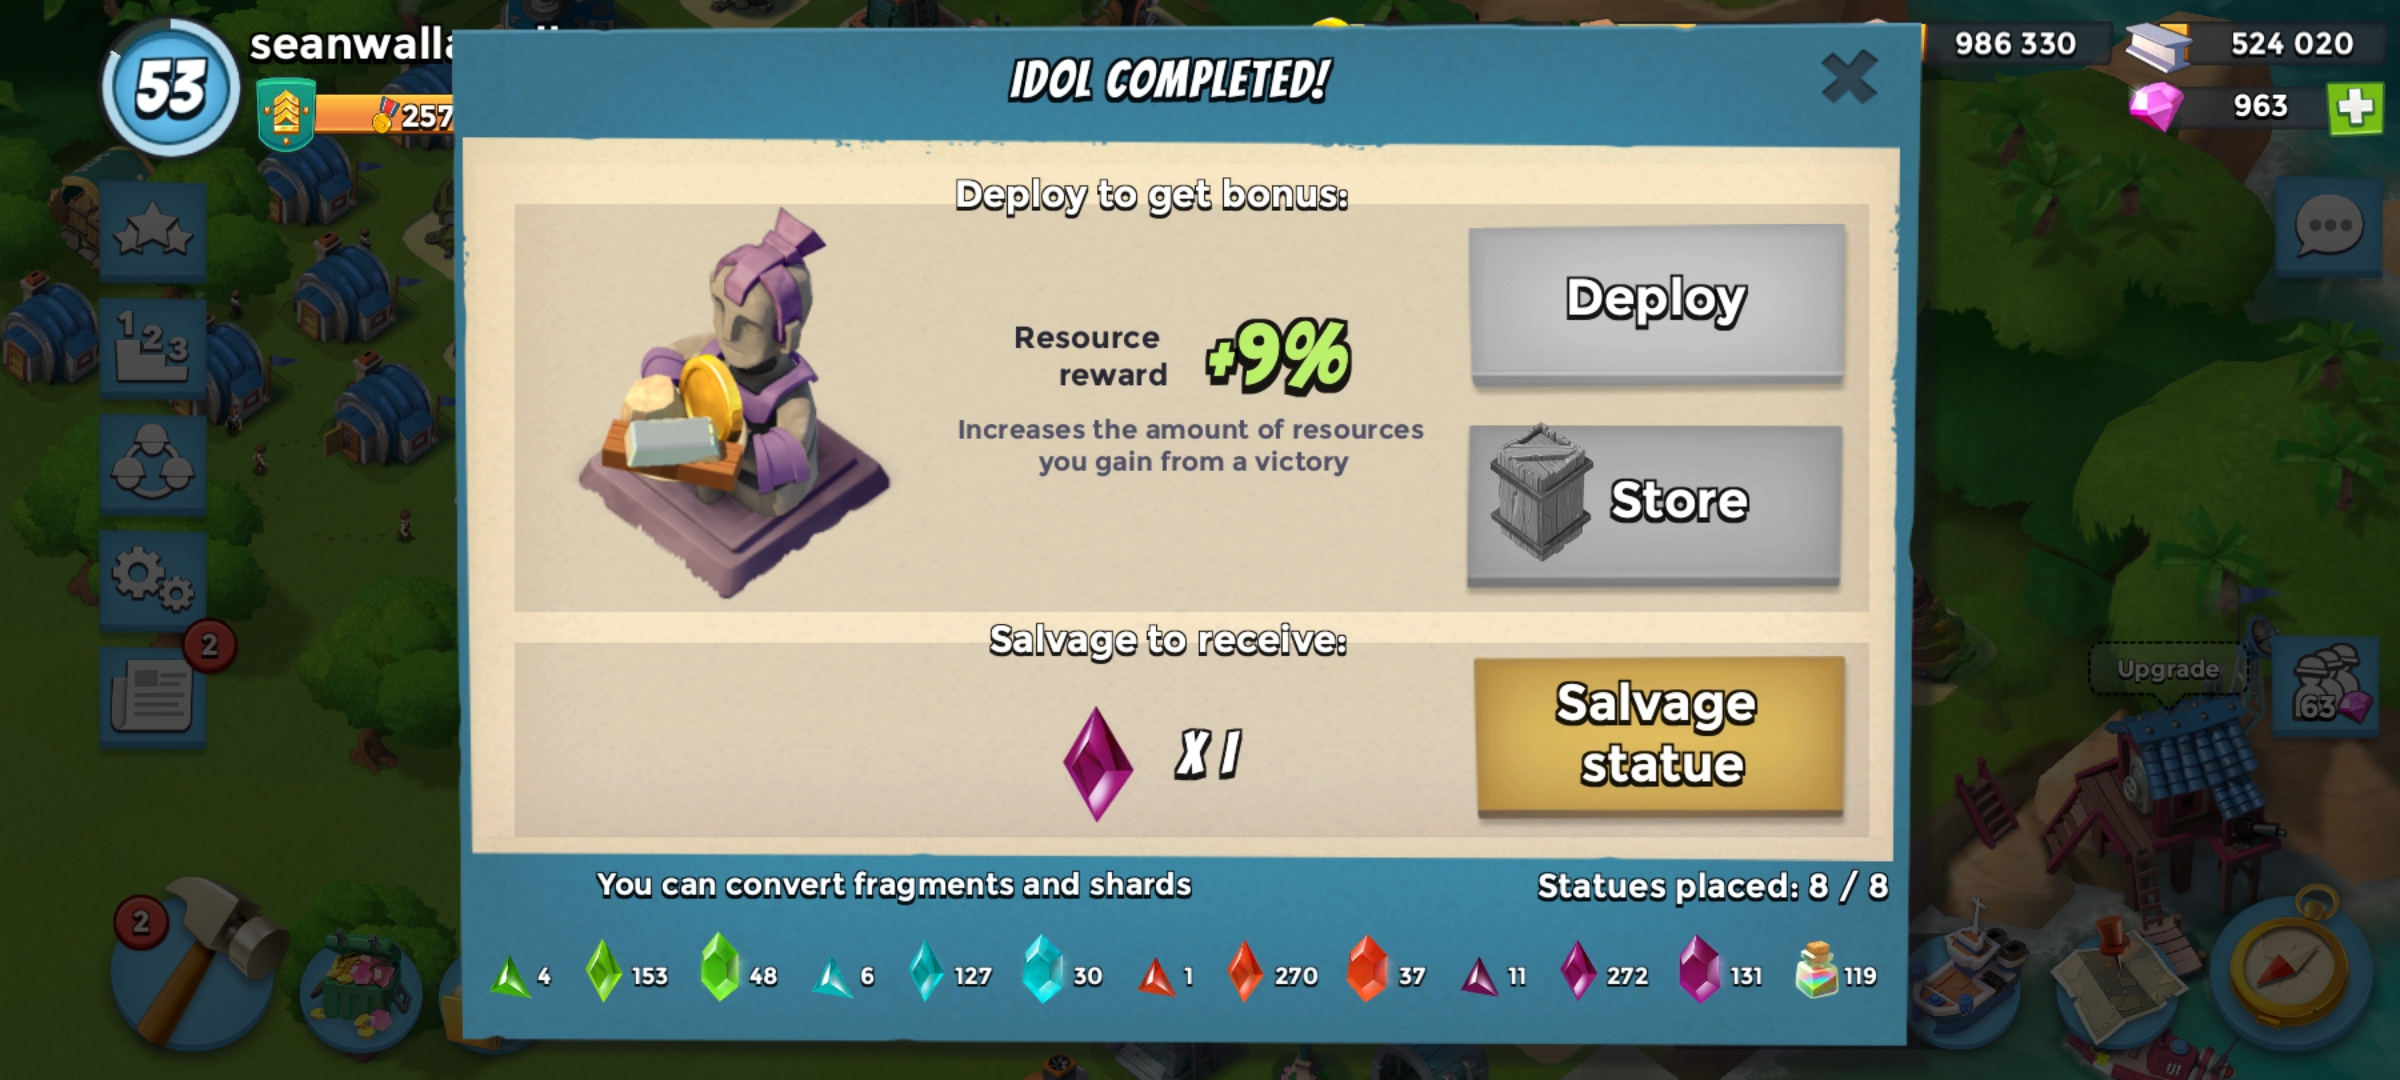 53
257
IDOL COMPLETED!
986 330
524 020
963
Deploy to get bonus:
Resource
reward
+9%
Increases the amount of resources
you gain from a victory
Deploy
Store
1 2 3
2
Salvage to receive:
X 1
Salvage
statue
Upgrade
63
2
You can convert fragments and shards
Statues placed: 8 / 8
4 153 48 6 127 30 1 270 37 11 272 131 119